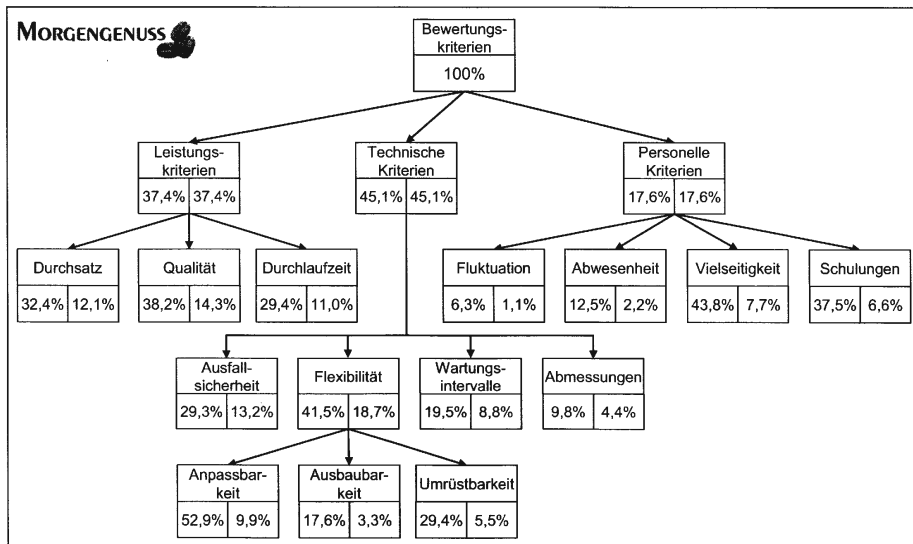 MORGENGENUSS
Bewertungs-
kriterien
100%
Leistungs-
kriterien
37,4% 37,4%
Technische
Kriterien
45,1% 45,1%
Personelle
Kriterien
17,6% 17,6%
Durchsatz
32,4% 12,1%
Qualität
38,2% 14,3%
Durchlaufzeit
29,4% 11,0%
Fluktuation
6,3% 1,1%
Abwesenheit
12,5% 2,2%
Vielseitigkeit
43,8% 7,7%
Schulungen
37,5% 6,6%
Ausfall-
sicherheit
29,3% 13,2%
Flexibilität
41,5% 18,7%
Wartungs-
intervalle
19,5% 8,8%
Abmessungen
9,8% 4,4%
Anpassbar-
keit
52,9% 9,9%
Ausbaubar-
keit
17,6% 3,3%
Umrüstbarkeit
29,4% 5,5%